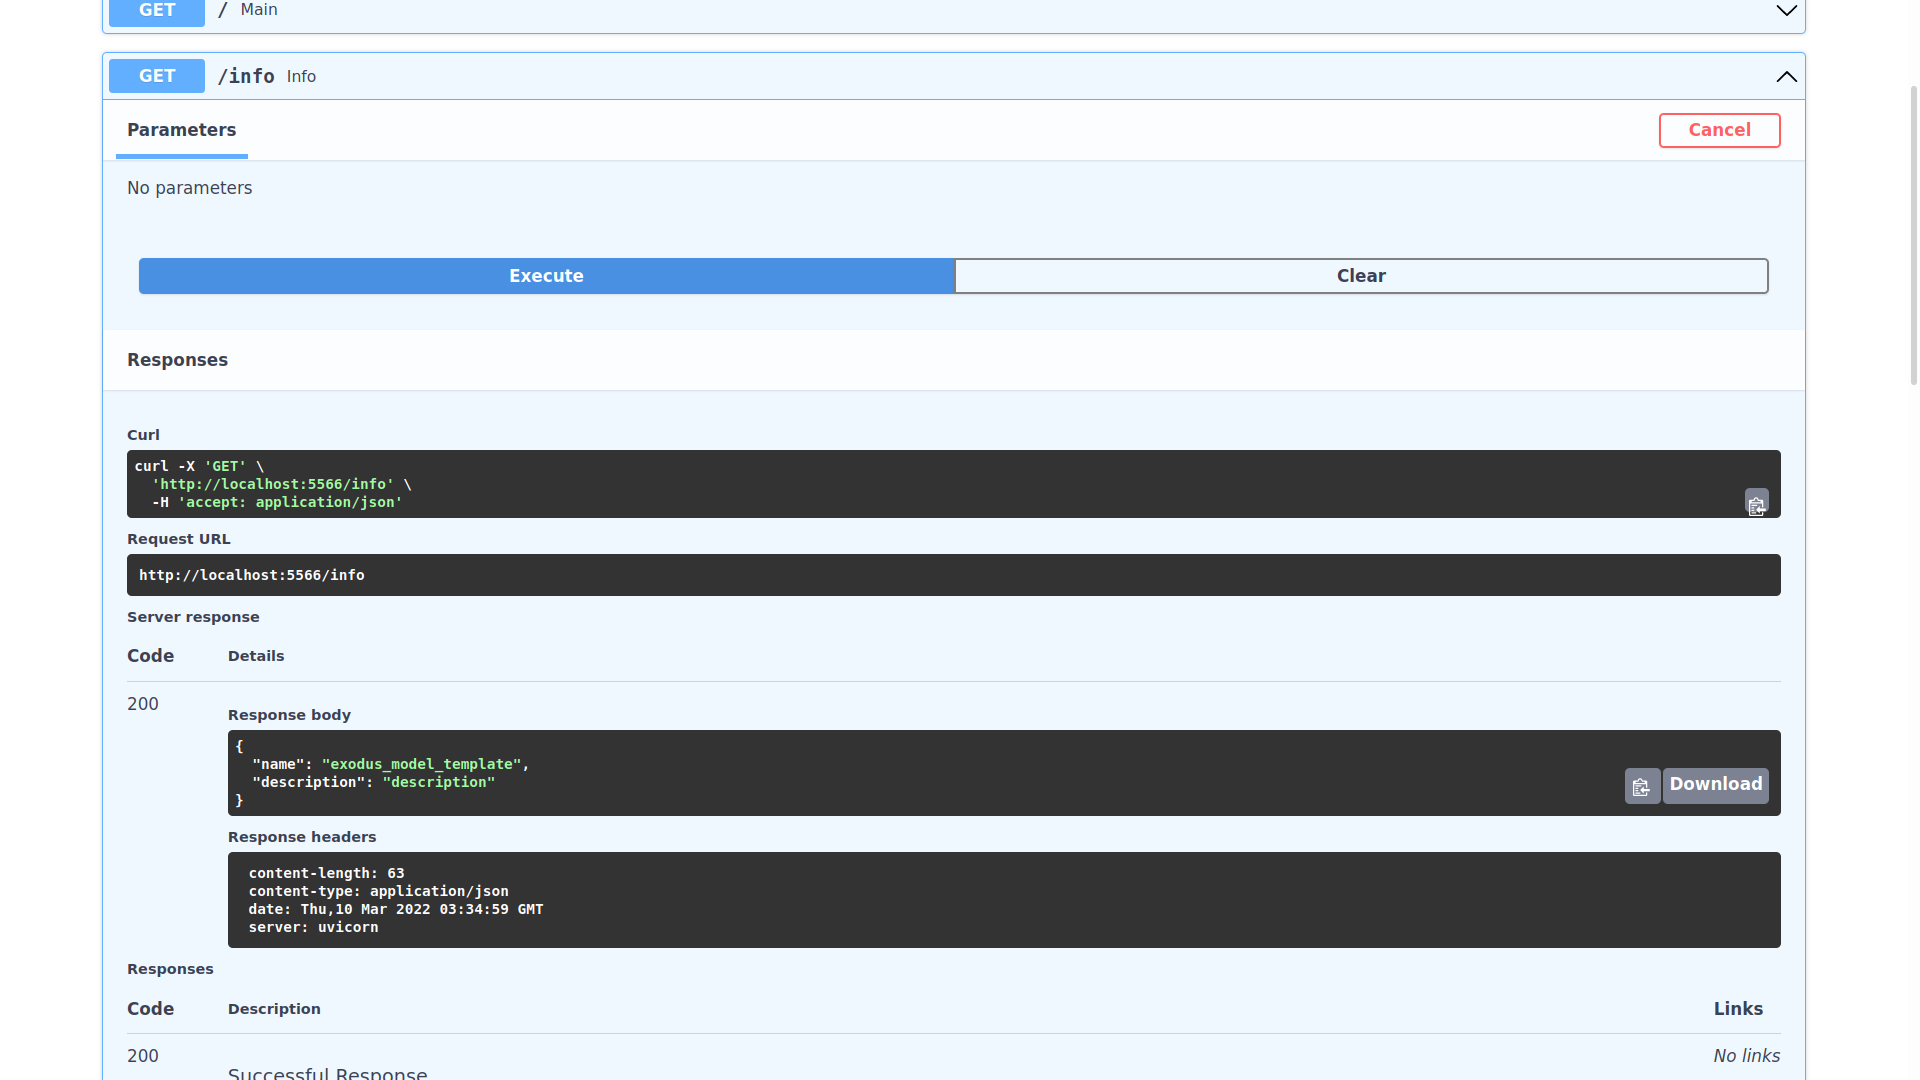 GET / Main
GET /info Info
Parameters Cancel
No parameters
Execute Clear
Responses
Curl
curl -X 'GET' \
  'http://localhost:5566/info' \
  -H 'accept: application/json'
Request URL
http://localhost:5566/info
Server response
Code Details
200
Response body
{
  "name": "exodus_model_template",
  "description": "description"
}
Download
Response headers
content-length: 63
content-type: application/json
date: Thu,10 Mar 2022 03:34:59 GMT
server: uvicorn
Responses
Code Description Links
200 No links
Successful Response